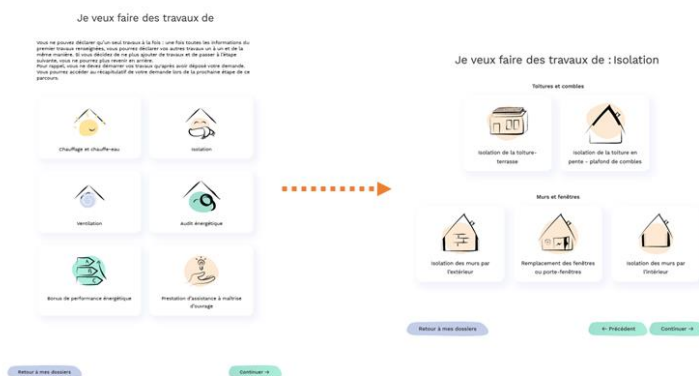 Je veux faire des travaux de
Vous ne pouvez déclarer qu'un seul travaux à la fois : une fois toutes les informations du
premier travaux renseignées, vous pourrez déclarer vos autres travaux un à un et de la
même manière. Si vous décidez de ne plus ajouter de travaux et de passer à l'étape
suivante, vous ne pourrez plus revenir en arrière.
Pour rappel, vous ne devez démarrer vos travaux qu'après avoir déposé votre demande.
Vous pourrez accéder au récapitulatif de votre demande lors de la prochaine étape de ce
parcours.
Chauffage et chauffe-eau
Isolation
Ventilation
Audit énergétique
Bonus de performance énergétique
Prestation d'assistance à maîtrise
d'ouvrage
Retour à mes dossiers
Continuer →
Je veux faire des travaux de : Isolation
Toitures et combles
Isolation de la toiture-
terrasse
Isolation de la toiture en
pente - plafond de combles
Murs et fenêtres
Isolation des murs par
l'extérieur
Remplacement des fenêtres
ou porte-fenêtres
Isolation des murs par
l'intérieur
Retour à mes dossiers
← Précédent
Continuer →